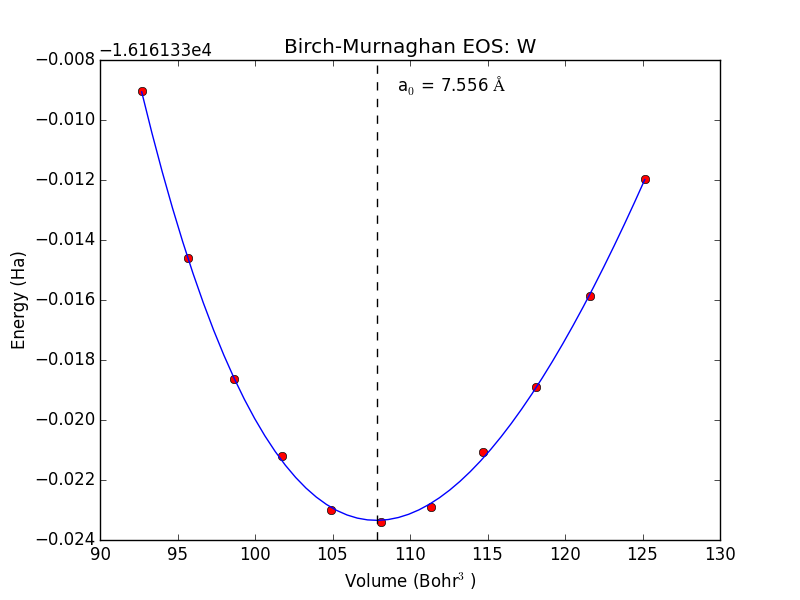 Birch-Murnaghan EOS: W
−1.616133e4
a₀ = 7.556 Å
−0.008
−0.010
−0.012
−0.014
−0.016
−0.018
−0.020
−0.022
−0.024
Energy (Ha)
90 95 100 105 110 115 120 125 130
Volume (Bohr³ )